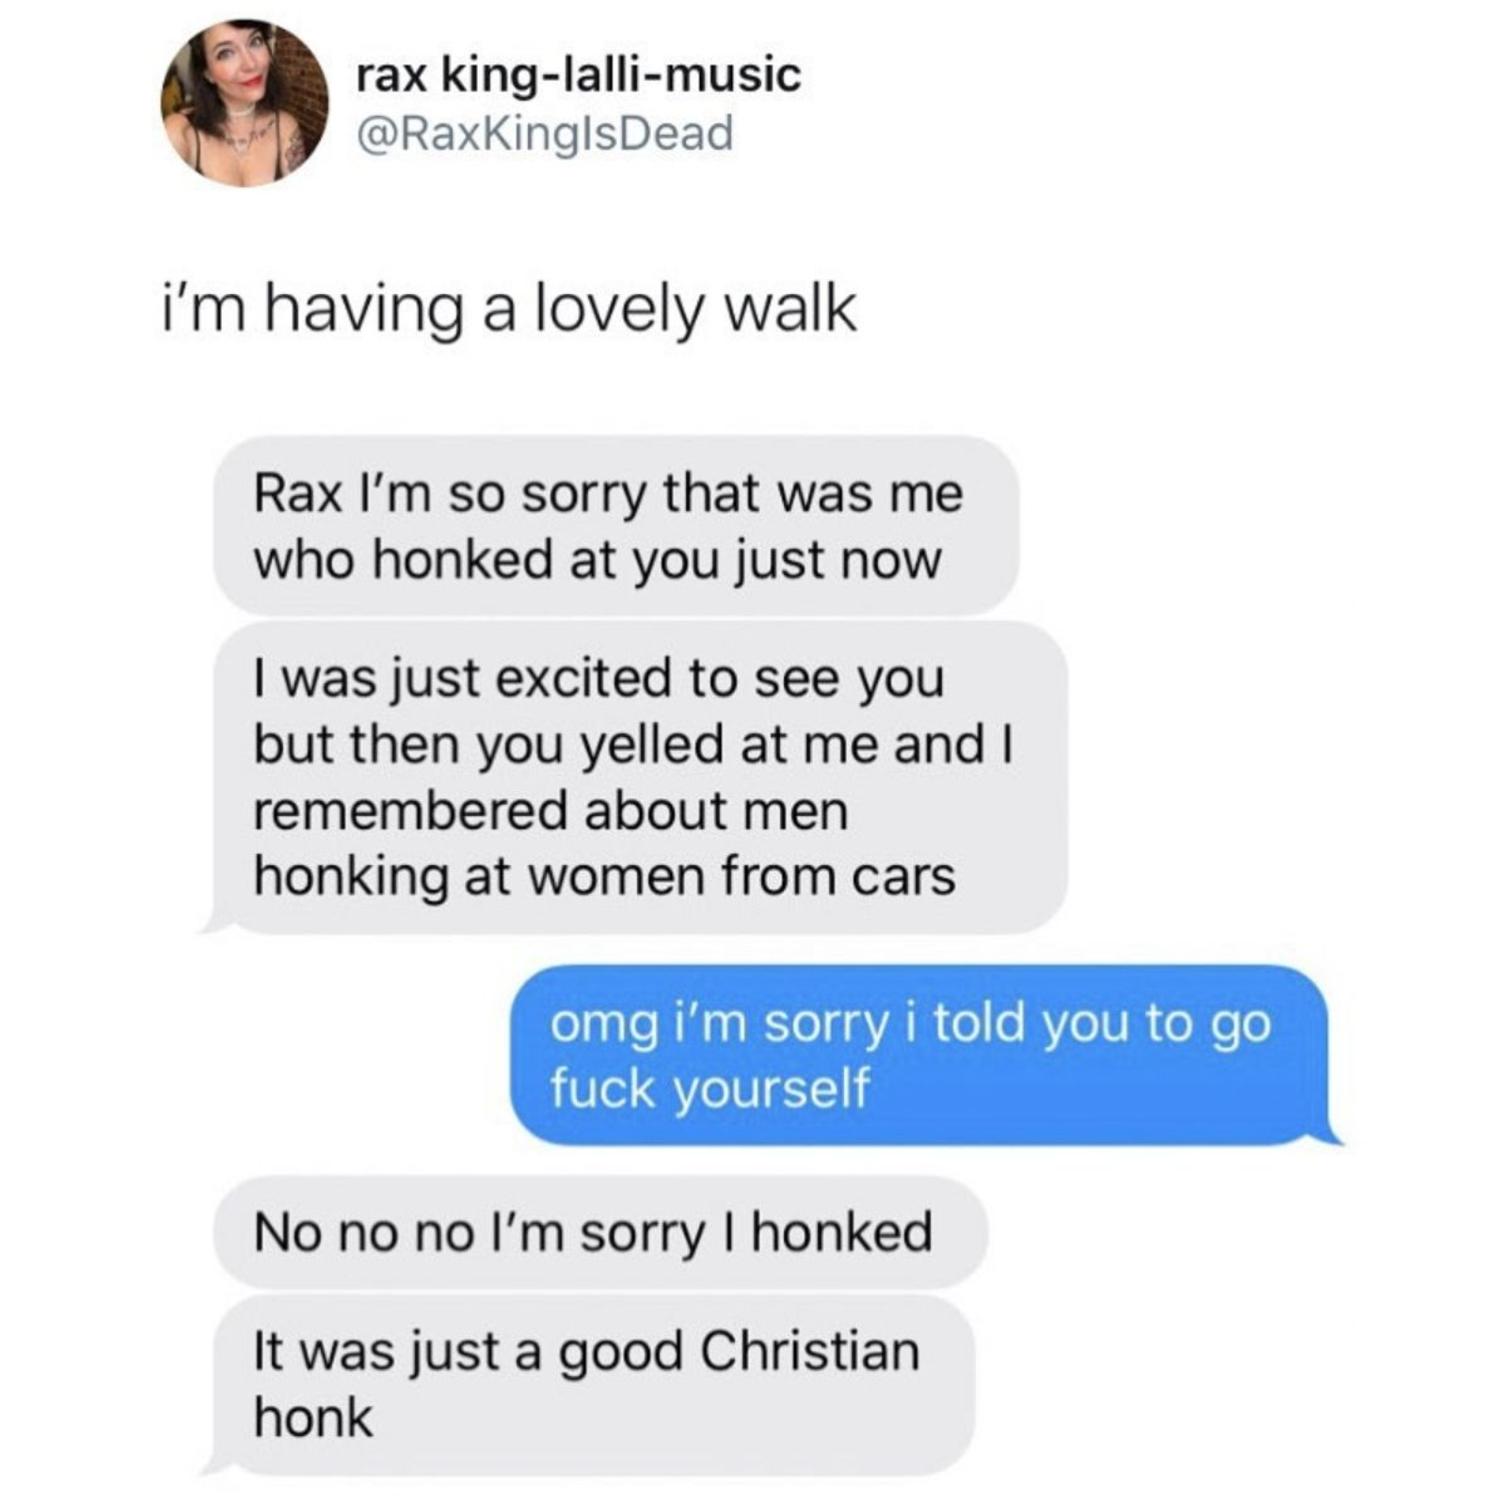 rax king-lalli-music
@RaxKingIsDead
i'm having a lovely walk
Rax I'm so sorry that was me
who honked at you just now
I was just excited to see you
but then you yelled at me and I
remembered about men
honking at women from cars
omg i'm sorry i told you to go
fuck yourself
No no no I'm sorry I honked
It was just a good Christian
honk